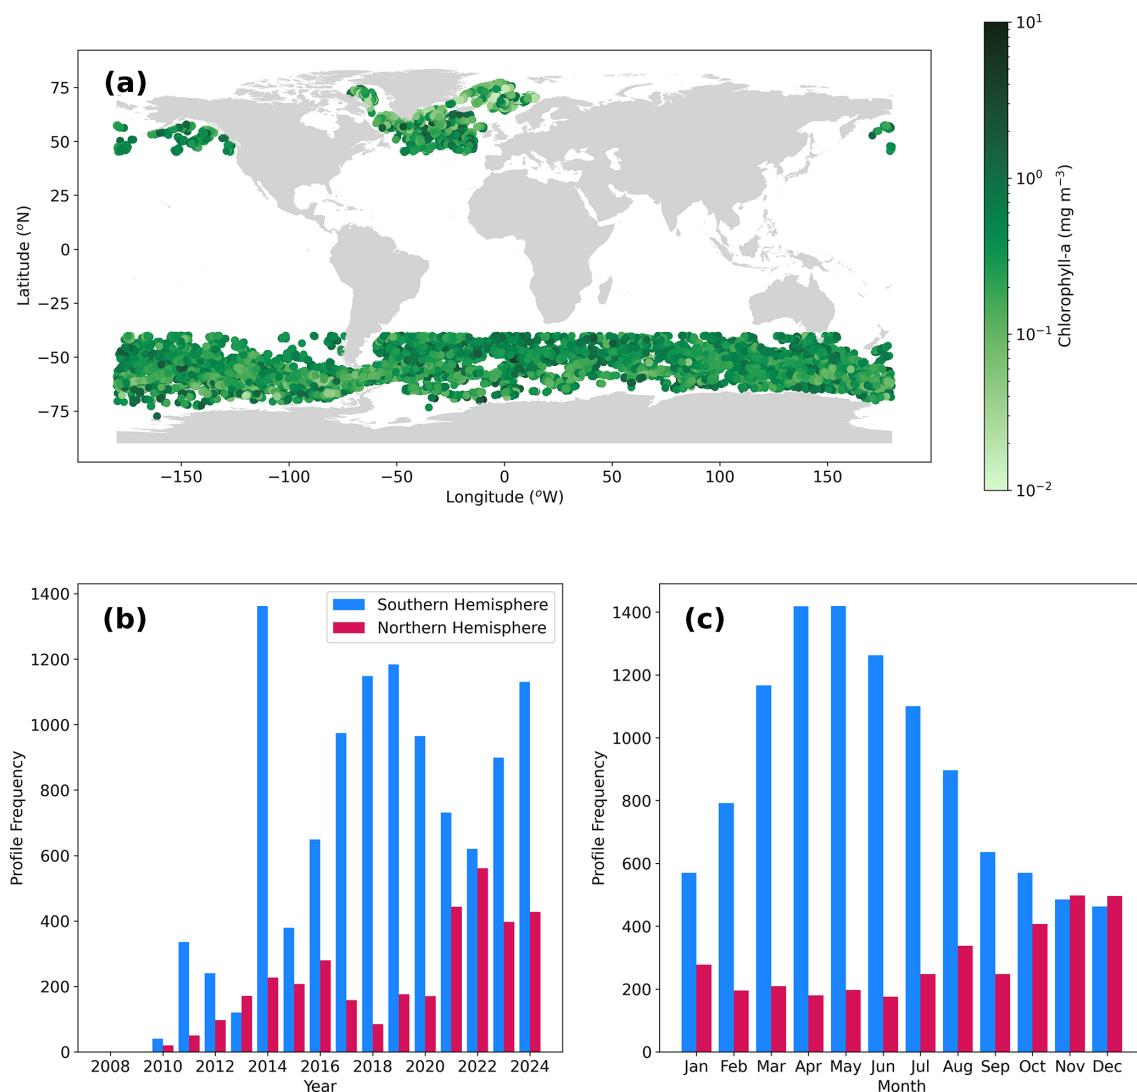 (a)
75
50
25
0
−25
−50
−75
Latitude (ᵒN)
−150 −100 −50 0 50 100 150
Longitude (ᵒW)
10¹
10⁰
10⁻¹
10⁻²
Chlorophyll-a (mg m⁻³)
(b)
Southern Hemisphere
Northern Hemisphere
1400
1200
1000
800
600
400
200
0
Profile Frequency
2008 2010 2012 2014 2016 2018 2020 2022 2024
Year
(c)
1400
1200
1000
800
600
400
200
0
Profile Frequency
Jan Feb Mar Apr May Jun Jul Aug Sep Oct Nov Dec
Month